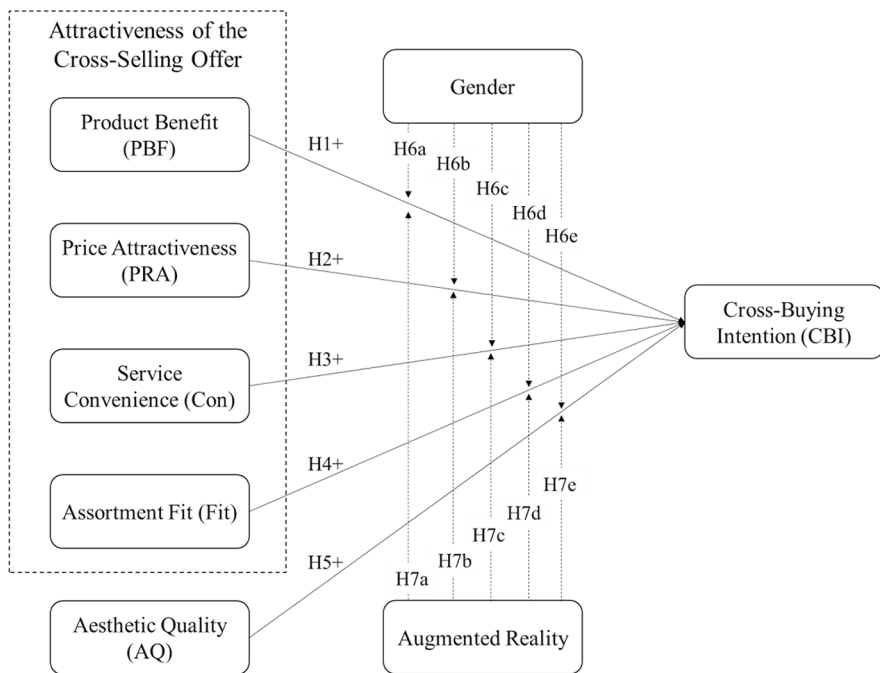 Attractiveness of the
Cross-Selling Offer
Product Benefit
(PBF)
Price Attractiveness
(PRA)
Service
Convenience (Con)
Assortment Fit (Fit)
Aesthetic Quality
(AQ)
H1+
H2+
H3+
H4+
H5+
Gender
H6a
H6b
H6c
H6d
H6e
H7e
H7d
H7c
H7b
H7a
Augmented Reality
Cross-Buying
Intention (CBI)